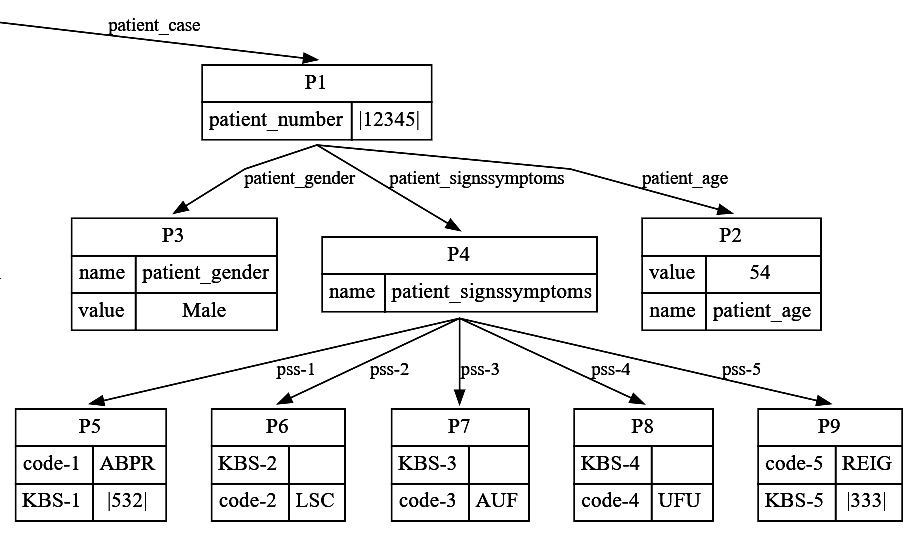 patient_case
P1
patient_number |12345|
patient_gender patient_signssymptoms patient_age
P3
name patient_gender
value Male
P4
name patient_signssymptoms
P2
value 54
name patient_age
pss-1 pss-2 pss-3 pss-4 pss-5
P5
code-1 ABPR
KBS-1 |532|
P6
KBS-2
code-2 LSC
P7
KBS-3
code-3 AUF
P8
KBS-4
code-4 UFU
P9
code-5 REIG
KBS-5 |333|